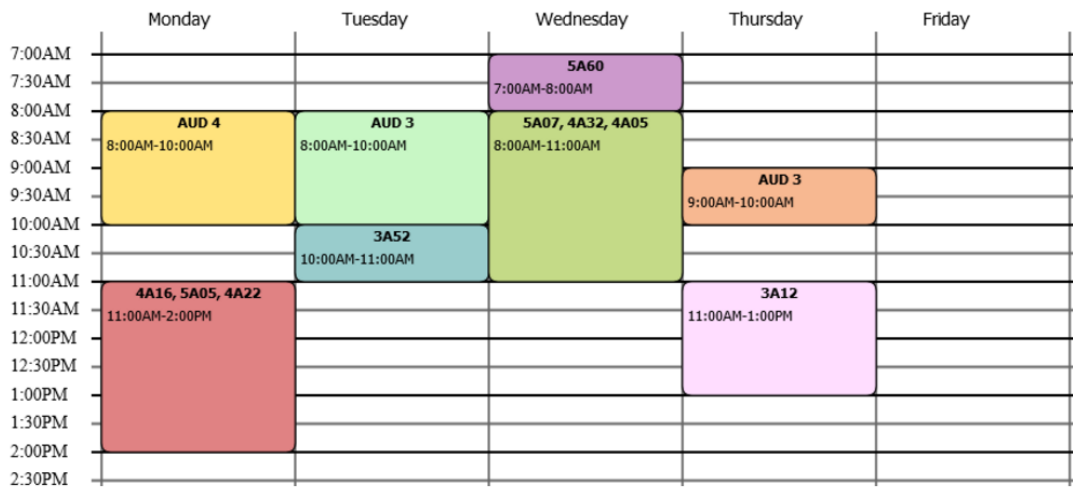 Monday Tuesday Wednesday Thursday Friday
7:00AM
5A60
7:30AM
7:00AM-8:00AM
8:00AM
AUD 4 AUD 3 5A07, 4A32, 4A05
8:30AM
8:00AM-10:00AM 8:00AM-10:00AM 8:00AM-11:00AM
9:00AM
AUD 3
9:30AM
9:00AM-10:00AM
10:00AM
3A52
10:30AM
10:00AM-11:00AM
11:00AM
4A16, 5A05, 4A22 3A12
11:30AM
11:00AM-2:00PM 11:00AM-1:00PM
12:00PM
12:30PM
1:00PM
1:30PM
2:00PM
2:30PM